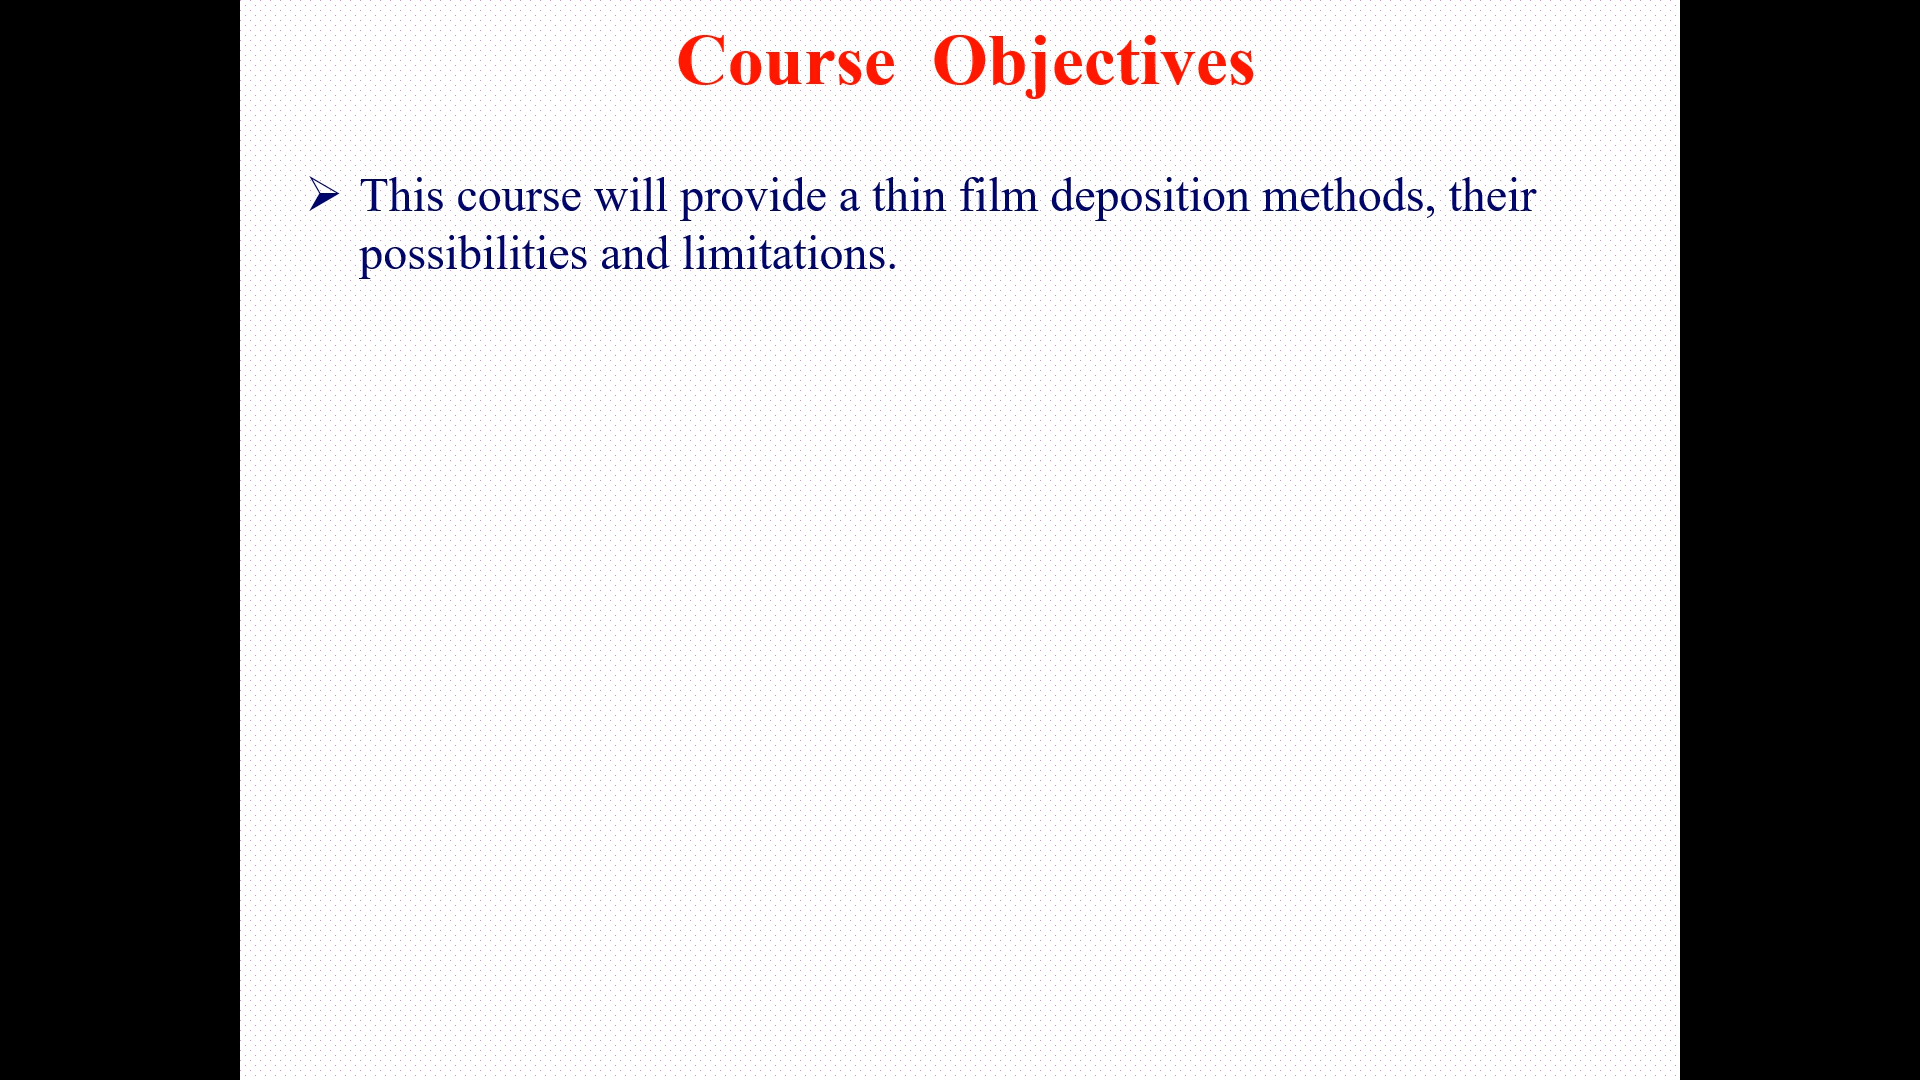 Course Objectives
➢ This course will provide a thin film deposition methods, their
possibilities and limitations.